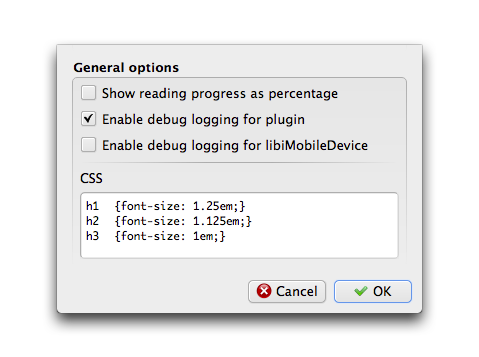 General options
Show reading progress as percentage
Enable debug logging for plugin
Enable debug logging for libiMobileDevice
CSS
h1  {font-size: 1.25em;}
h2  {font-size: 1.125em;}
h3  {font-size: 1em;}
Cancel OK